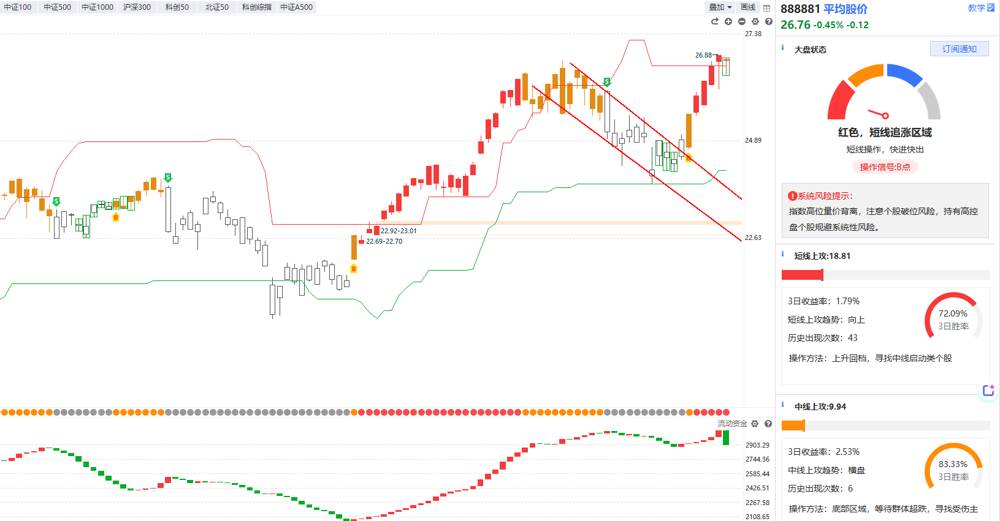 中证100 中证500 中证1000 沪深300 科创50 北证50 科创综指 中证A500 叠加 画线
27.38
26.88
24.89
22.92-23.01
22.69-22.70
22.63
S
S
S
B
B
B
流动资金
2903.29
2744.36
2585.44
2426.51
2267.58
2108.65
888881 平均股价 教学
26.76 -0.45% -0.12
大盘状态 订阅通知
红色，短线追涨区域
短线操作，快进快出
操作信号:B点
系统风险提示：
指数高位量价背离，注意个股破位风险，持有高控
盘个股规避系统性风险。
短线上攻:18.81
3日收益率：1.79%
短线上攻趋势：向上
历史出现次数：43
72.09%
3日胜率
操作方法：上升回档，寻找中线启动类个股
中线上攻:9.94
3日收益率：2.53%
中线上攻趋势：横盘
历史出现次数：6
83.33%
3日胜率
操作方法：底部区域，等待群体超跌，寻找受伤主